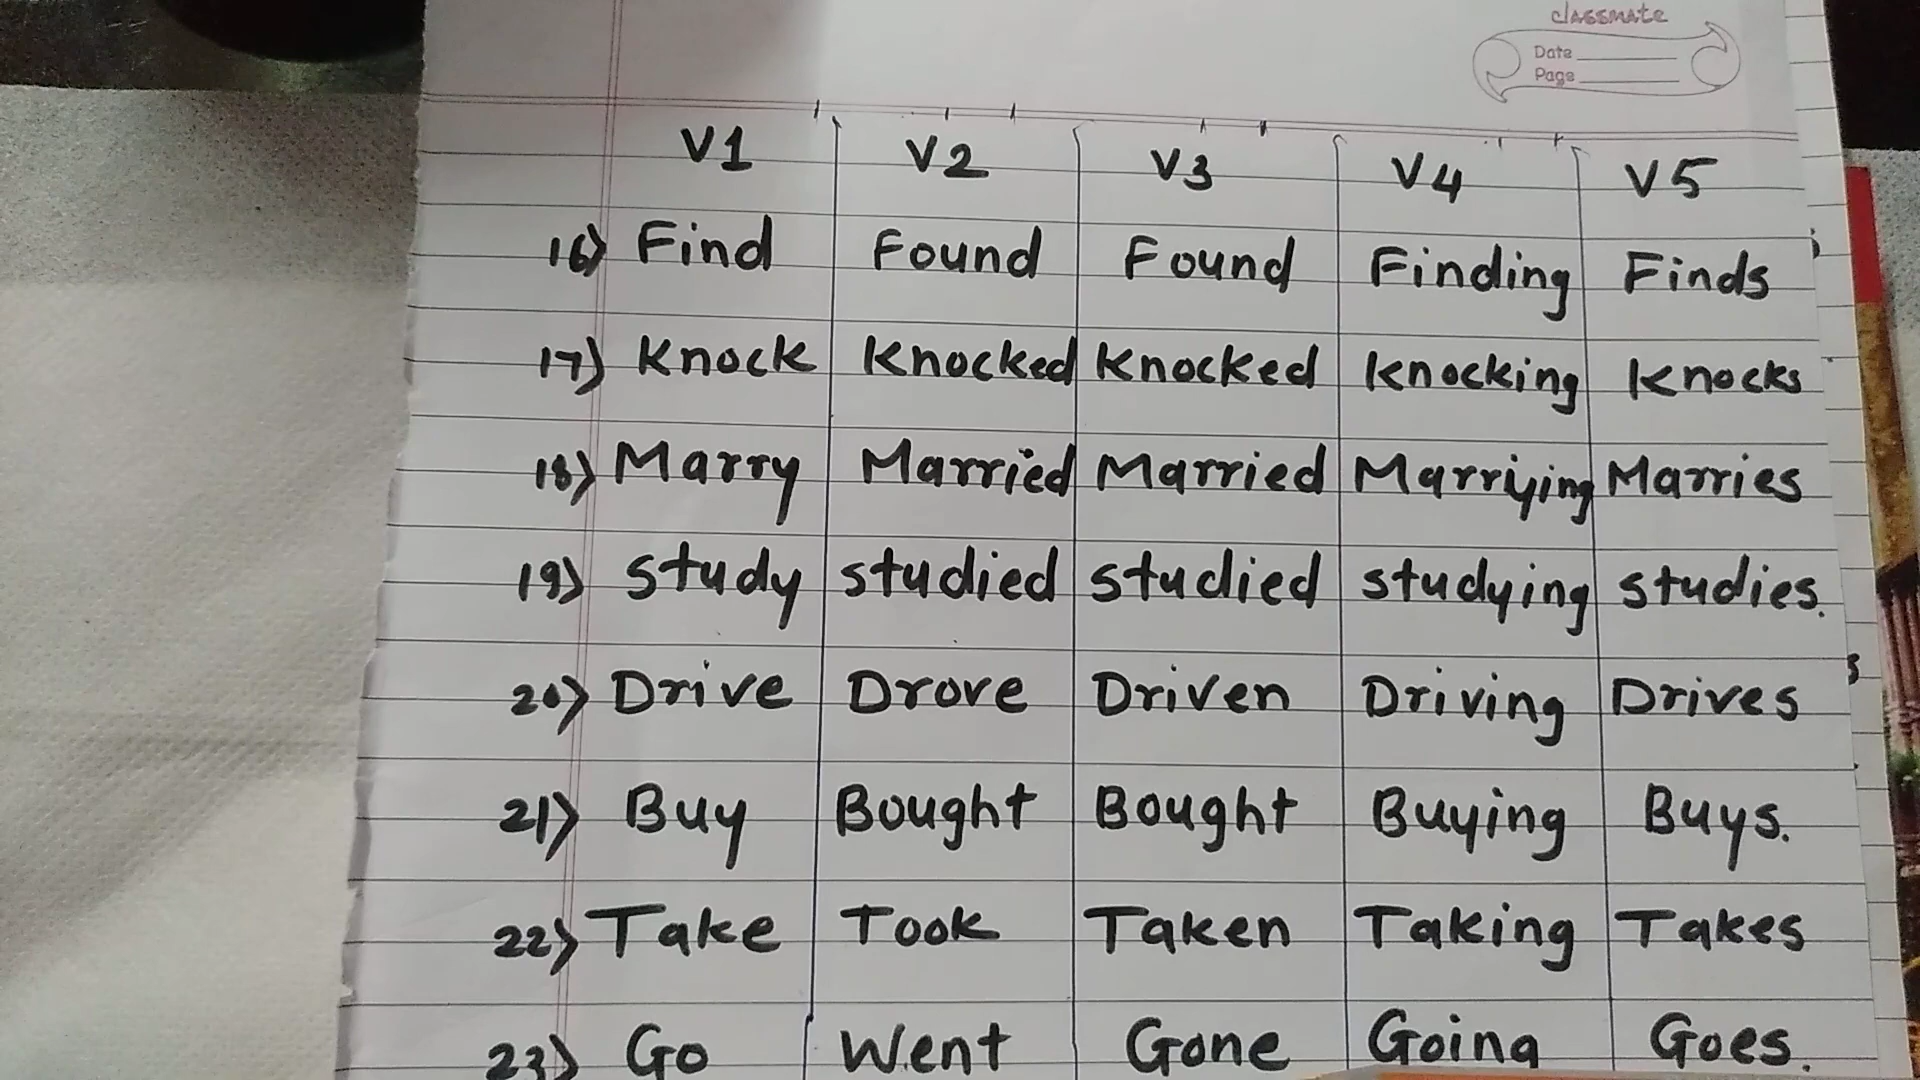 classmate
Date
Page
V1 V2 V3 V4 V5
16) Find Found Found Finding Finds
17) Knock Knocked Knocked Knocking Knocks
18) Marry Married Married Marriying Marries
19) Study studied studied studying studies.
20) Drive Drove Driven Driving Drives
21) Buy Bought Bought Buying Buys.
22) Take Took Taken Taking Takes
23) Go Went Gone Going Goes.